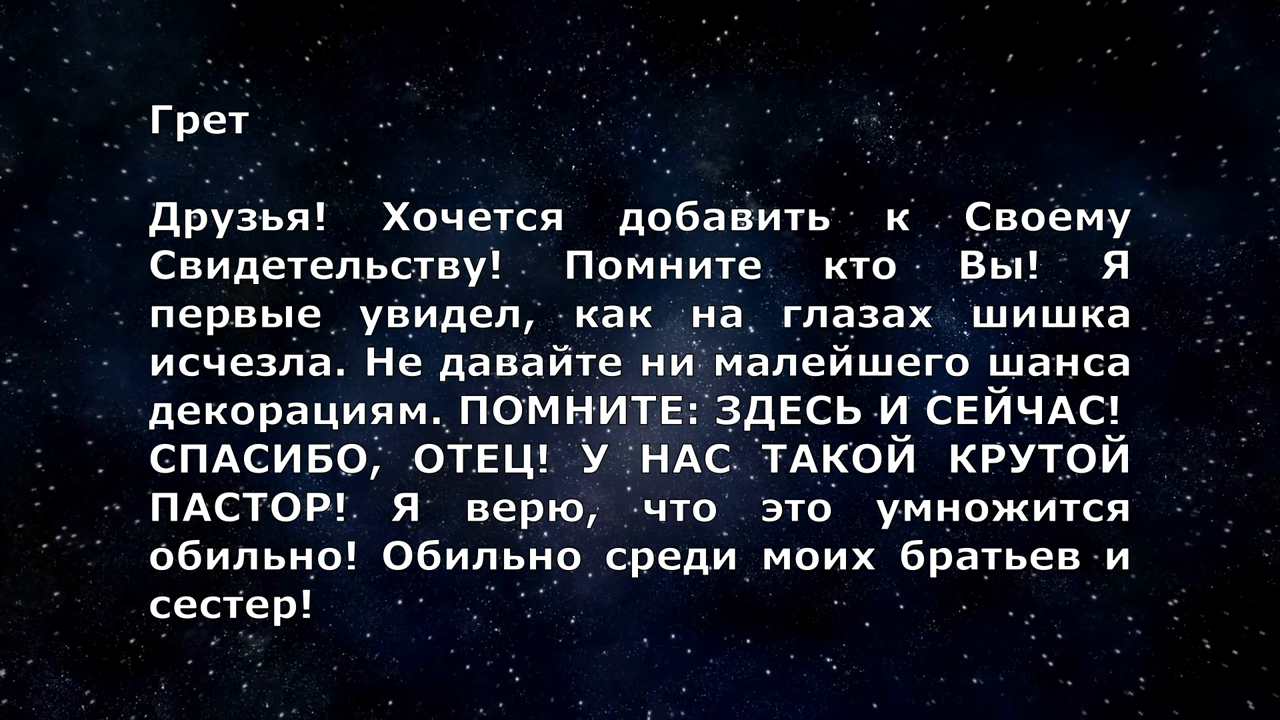 Грет
Друзья! Хочется добавить к Своему
Свидетельству! Помните кто Вы! Я
первые увидел, как на глазах шишка
исчезла. Не давайте ни малейшего шанса
декорациям. ПОМНИТЕ: ЗДЕСЬ И СЕЙЧАС!
СПАСИБО, ОТЕЦ! У НАС ТАКОЙ КРУТОЙ
ПАСТОР! Я верю, что это умножится
обильно! Обильно среди моих братьев и
сестер!